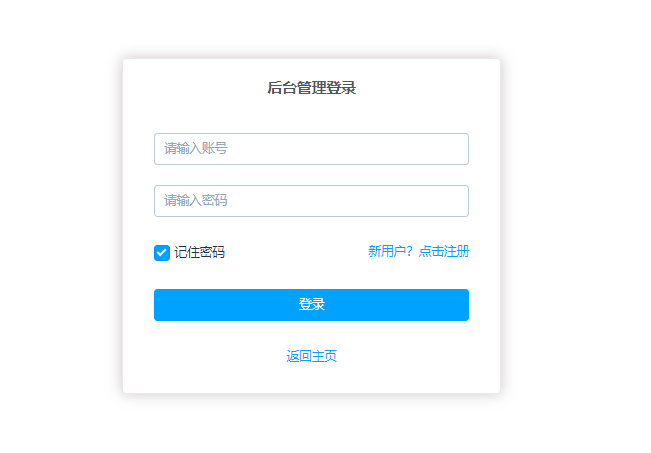 后台管理登录
请输入账号
请输入密码
记住密码 新用户？点击注册
登录
返回主页